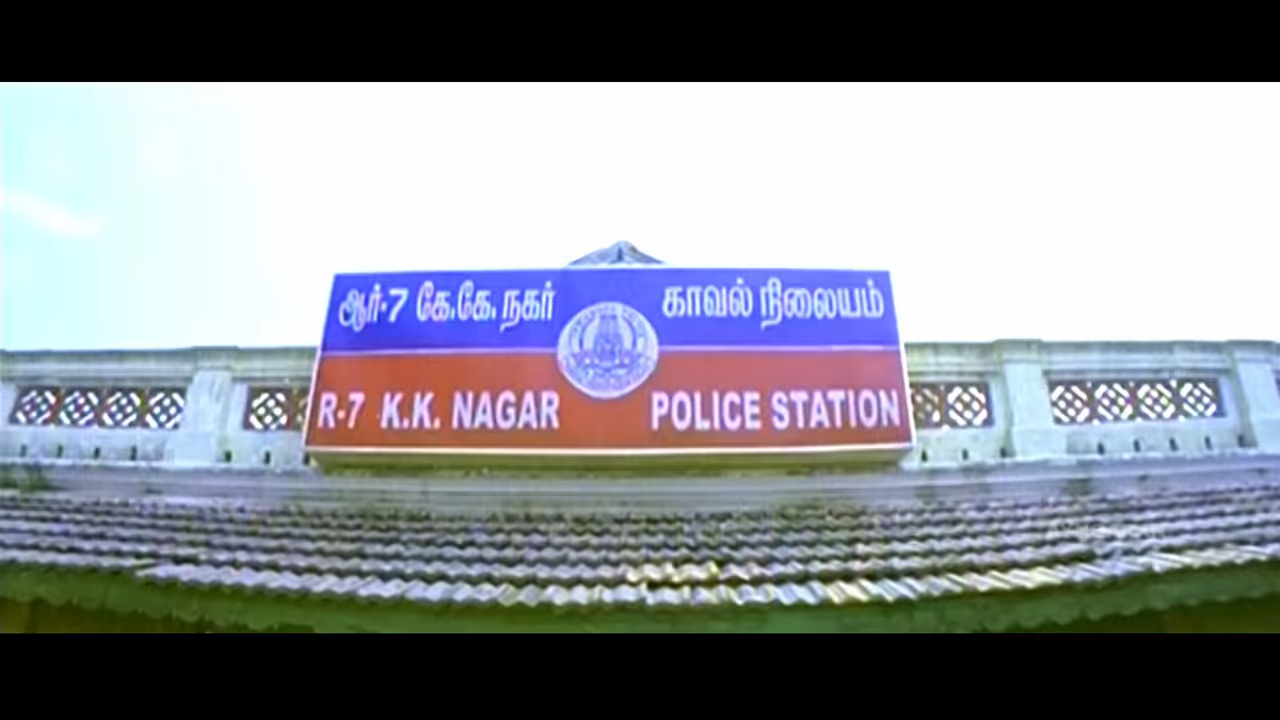 ஆர்-7 கே.கே. நகர் காவல் நிலையம்
R-7 K.K. NAGAR POLICE STATION